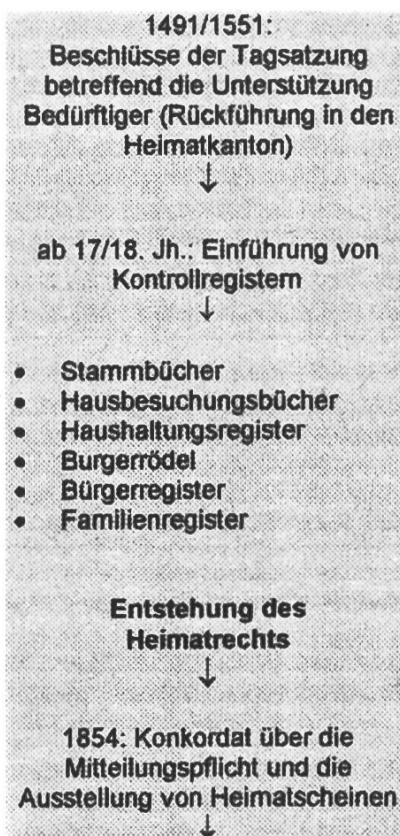 1491/1551:
Beschlüsse der Tagsatzung
betreffend die Unterstützung
Bedürftiger (Rückführung in den
Heimatkanton)
↓
ab 17/18. Jh.: Einführung von
Kontrollregistern
↓
• Stammbücher
• Hausbesuchungsbücher
• Haushaltungsregister
• Burgerrödel
• Bürgerregister
• Familienregister
Entstehung des
Heimatrechts
↓
1854: Konkordat über die
Mitteilungspflicht und die
Ausstellung von Heimatscheinen
↓